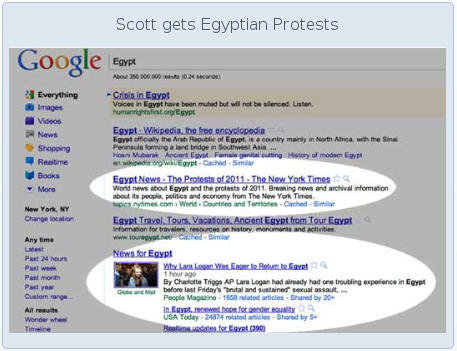 Scott gets Egyptian Protests
Google
Egypt
About 350,000,000 results (0.24 seconds)
Everything
Images
Videos
News
Shopping
Realtime
Books
More
New York, NY
Change location
Any time
Latest
Past 24 hours
Past week
Past month
Past year
Custom range...
All results
Wonder wheel
Timeline
Crisis in Egypt
Voices in Egypt have been muted but will not be silenced. Listen.
humanrightsfirst.org/Egypt
Egypt - Wikipedia, the free encyclopedia
Egypt officially the Arab Republic of Egypt, is a country mainly in North Africa, with the Sinai
Peninsula forming a land bridge in Southwest Asia. ...
Hosni Mubarak - Ancient Egypt - Female genital cutting - History of modern Egypt
en.wikipedia.org/wiki/Egypt - Cached - Similar
Egypt News - The Protests of 2011 - The New York Times
World news about Egypt and the protests of 2011. Breaking news and archival information
about its people, politics and economy from The New York Times.
topics.nytimes.com › World › Countries and Territories - Cached - Similar
Egypt Travel, Tours, Vacations, Ancient Egypt from Tour Egypt
Information for travelers, resources on history, monuments and activities.
www.touregypt.net/ - Cached - Similar
News for Egypt
Globe and Mail
Why Lara Logan Was Eager to Return to Egypt
1 hour ago
By Charlotte Triggs AP Lara Logan had already had one troubling experience in Egypt
before last Friday's "brutal and sustained" sexual assault, ...
People Magazine - 1658 related articles - Shared by 20+
In Egypt, renewed hope for gender equality
USA Today - 24874 related articles - Shared by 5+
Realtime updates for Egypt (390)